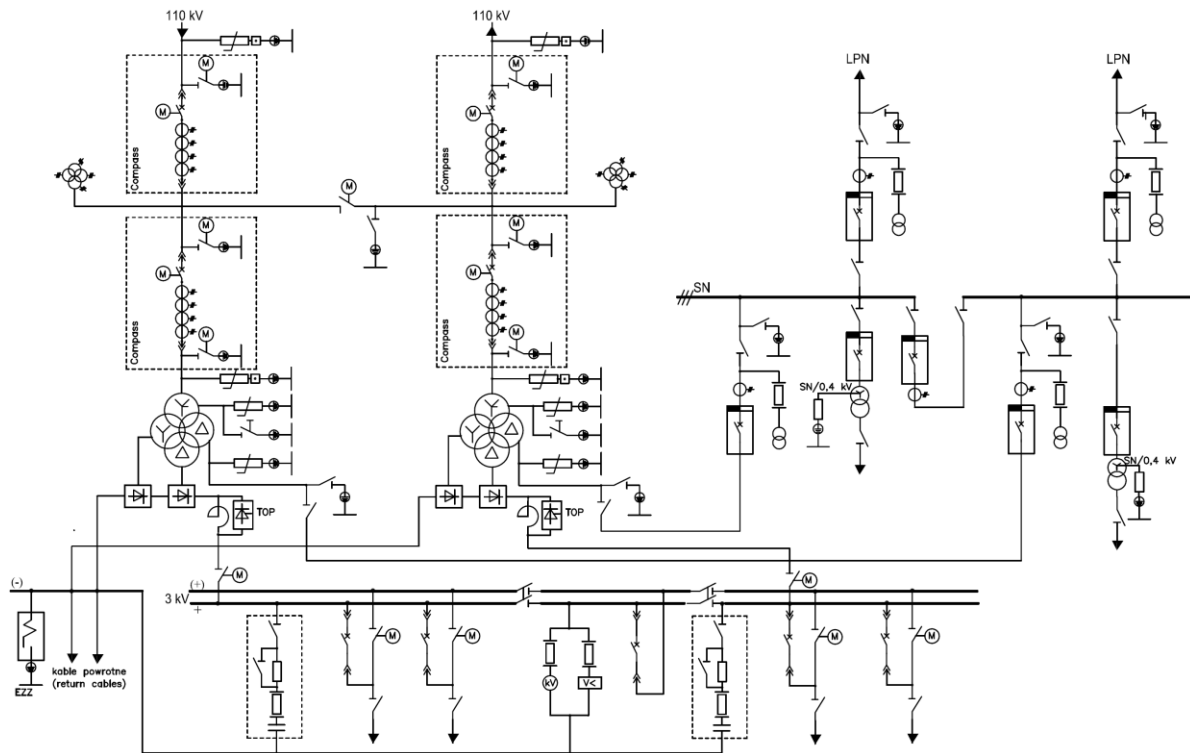 110 kV
110 kV
LPN
LPN
M
M
M
M
Compass
Compass
M
M
M
M
M
Compass
Compass
M
M
SN
SN/0,4 kV
SN/0,4 kV
TOP
TOP
M
M
(-)
(+)
3 kV
+
M
M
M
M
kable powrotne
(return cables)
EZZ
kV
V<